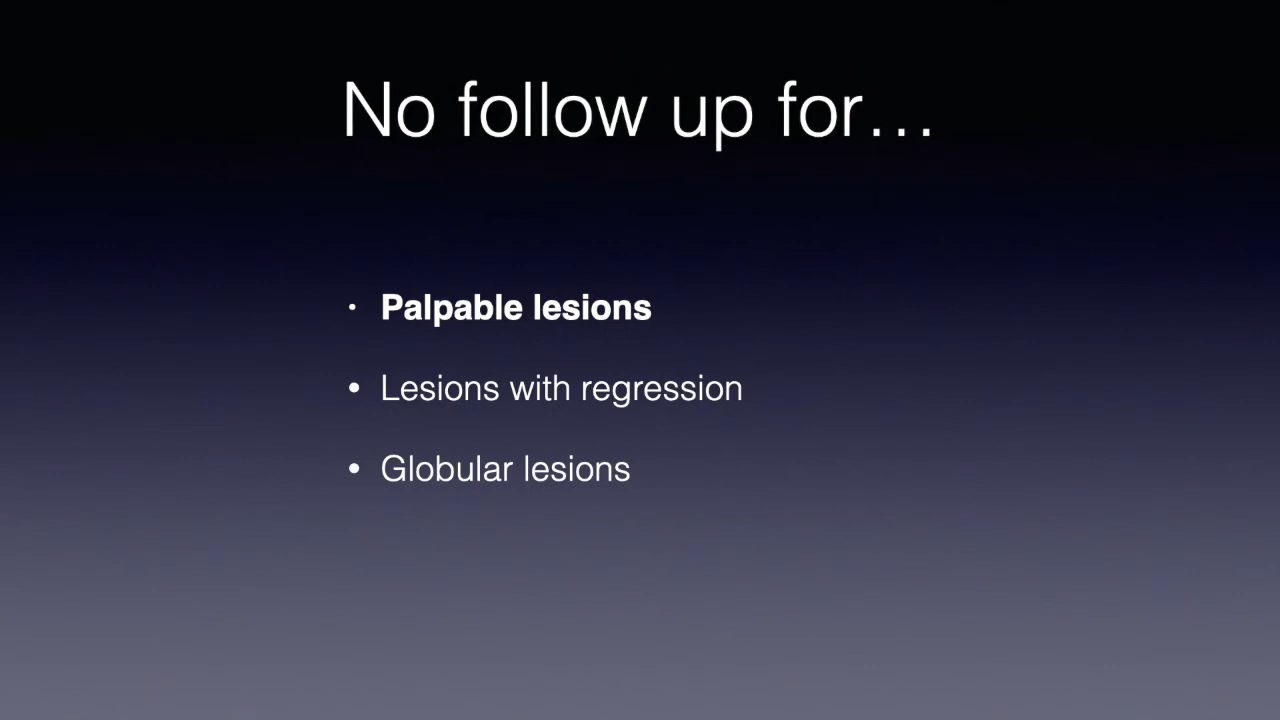 No follow up for…
• Palpable lesions
• Lesions with regression
• Globular lesions